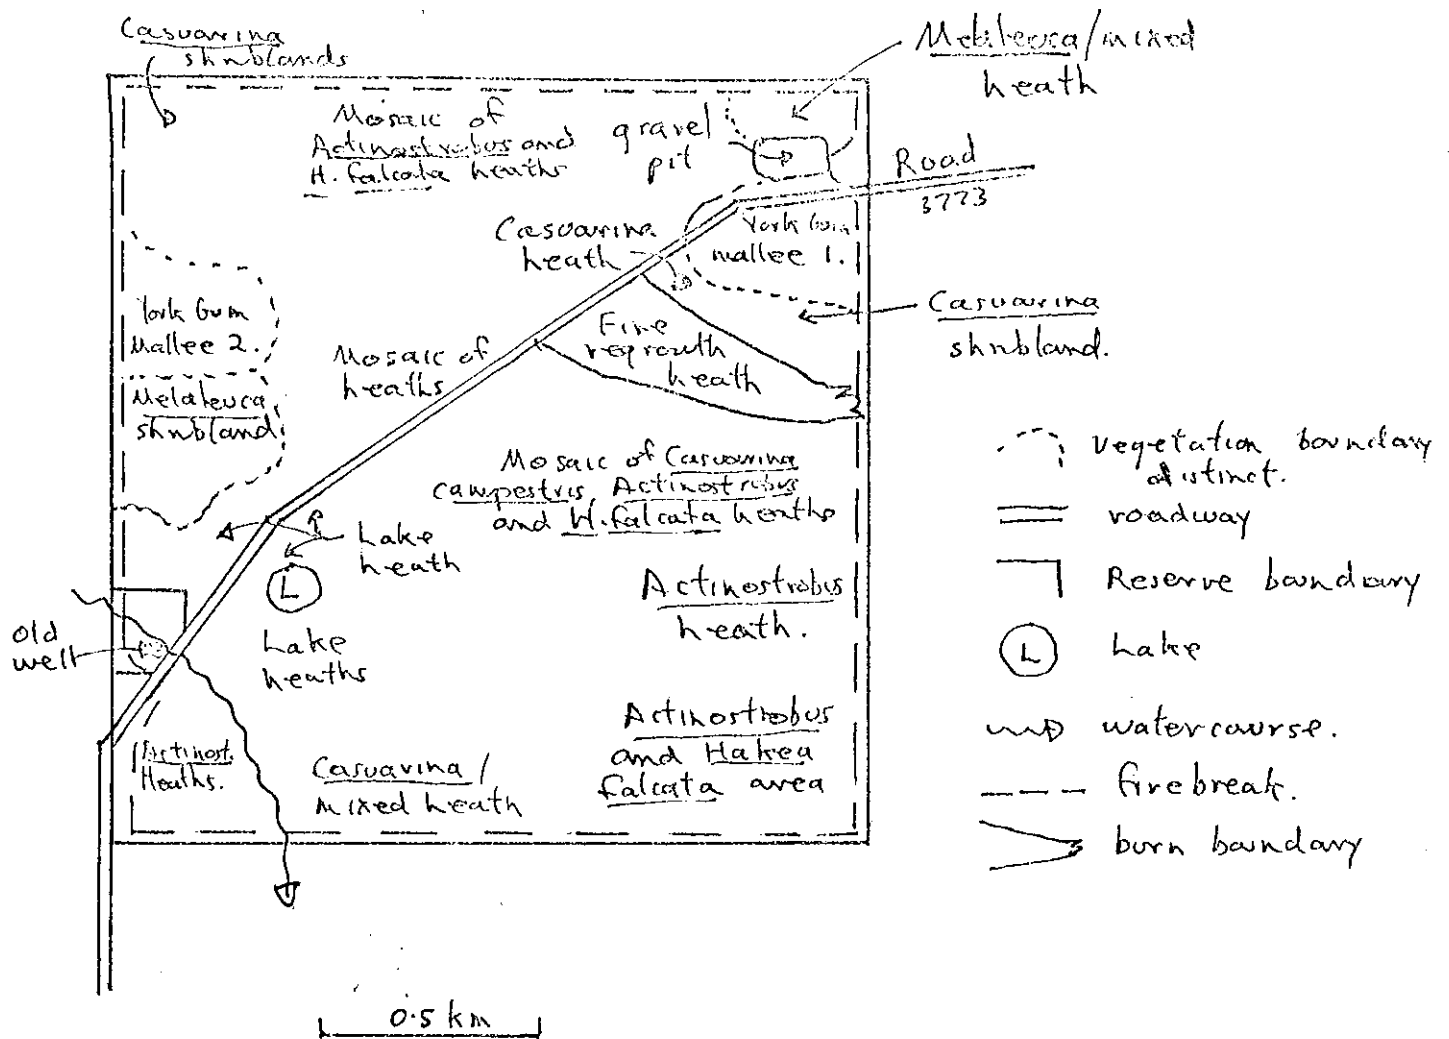 Casuarina
shrublands
Melaleuca/mixed
heath
Mosaic of
Actinostrobus and
H. falcata heaths
gravel
pit
Road
3773
Casuarina
heath
York Gum
mallee 1.
Casuarina
shrubland.
York Gum
Mallee 2.
Melaleuca
shrubland
Mosaic of
heaths
Fire
regrowth
heath
Mosaic of Casuarina
campestris, Actinostrobus
and H. falcata heaths
Lake
heath
L
Lake
heaths
Old
well
Actinostrobus
heath.
Actinost.
Heaths.
Casuarina/
mixed heath
Actinostrobus
and Hakea
falcata area
vegetation boundary
distinct.
roadway
Reserve boundary
L
Lake
watercourse.
firebreak.
burn boundary
0.5 km